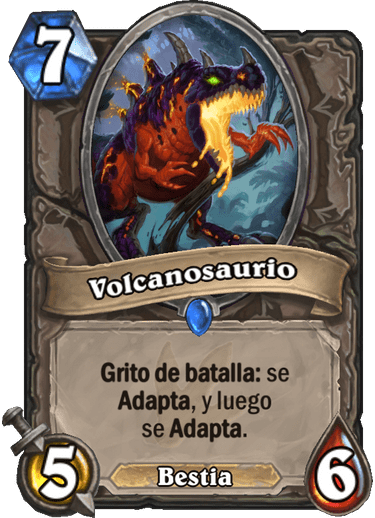 7
Volcanosaurio
Grito de batalla: se
Adapta, y luego
se Adapta.
5
Bestia
6